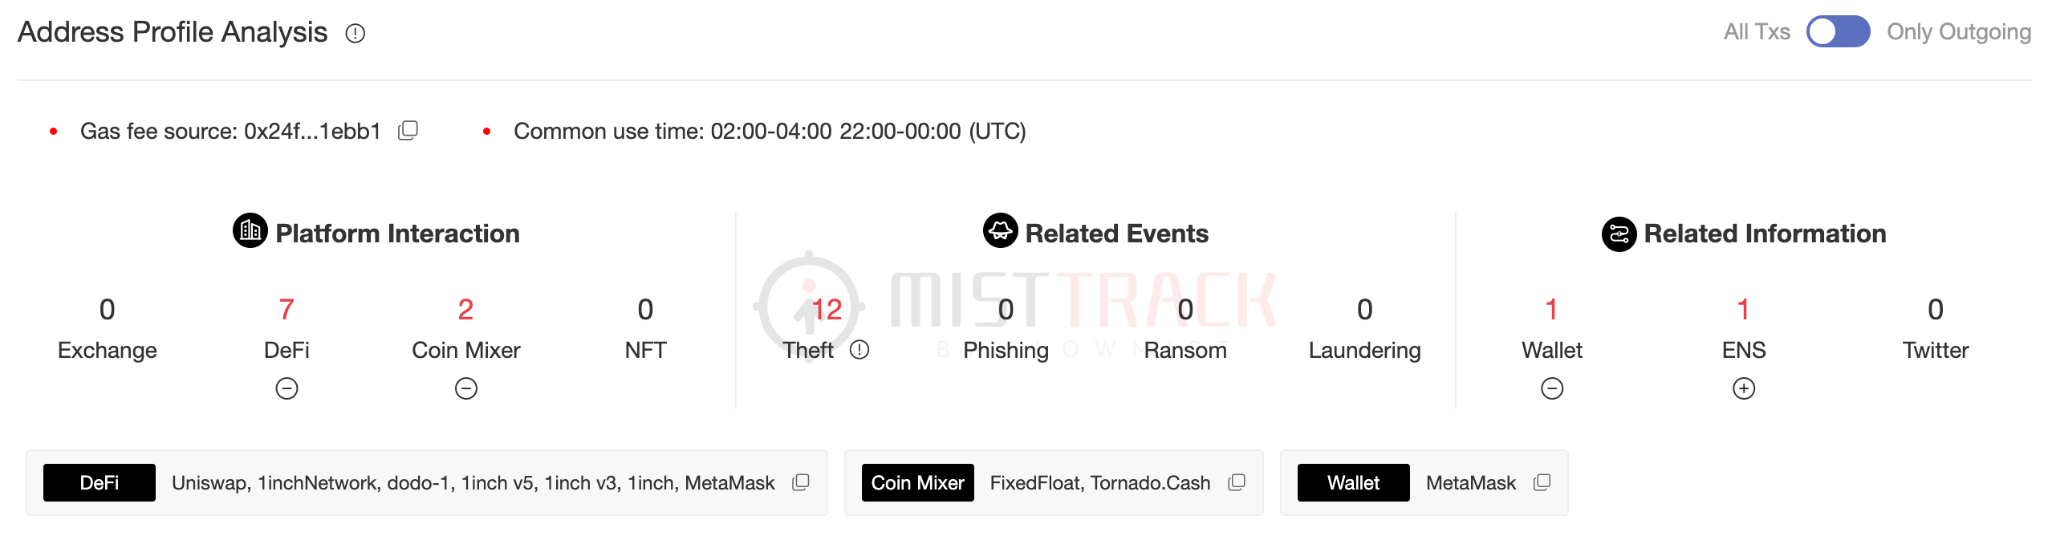 Address Profile Analysis
All Txs Only Outgoing
Gas fee source: 0x24f...1ebb1 Common use time: 02:00-04:00 22:00-00:00 (UTC)
Platform Interaction
0 7 2 0
Exchange DeFi Coin Mixer NFT
Related Events
MISTTRACK
12 0 0 0
Theft Phishing Ransom Laundering
Related Information
1 1 0
Wallet ENS Twitter
DeFi Uniswap, 1inchNetwork, dodo-1, 1inch v5, 1inch v3, 1inch, MetaMask
Coin Mixer FixedFloat, Tornado.Cash
Wallet MetaMask